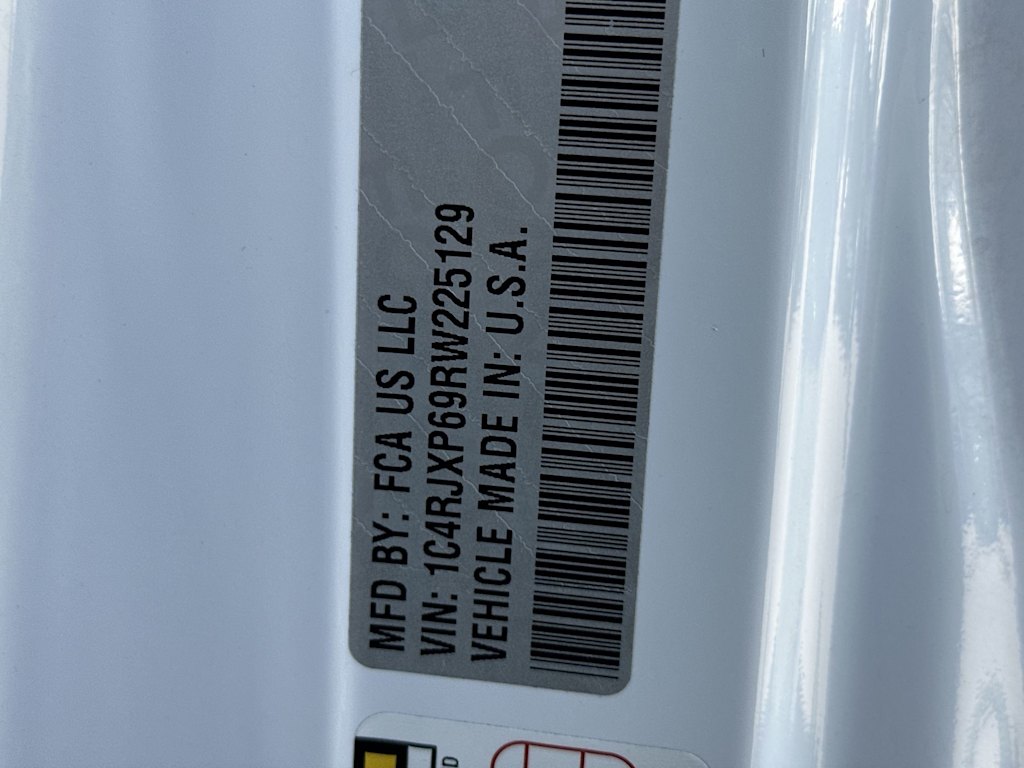 MFD BY: FCA US LLC
VIN: 1C4RJXP69RW225129
VEHICLE MADE IN: U.S.A.